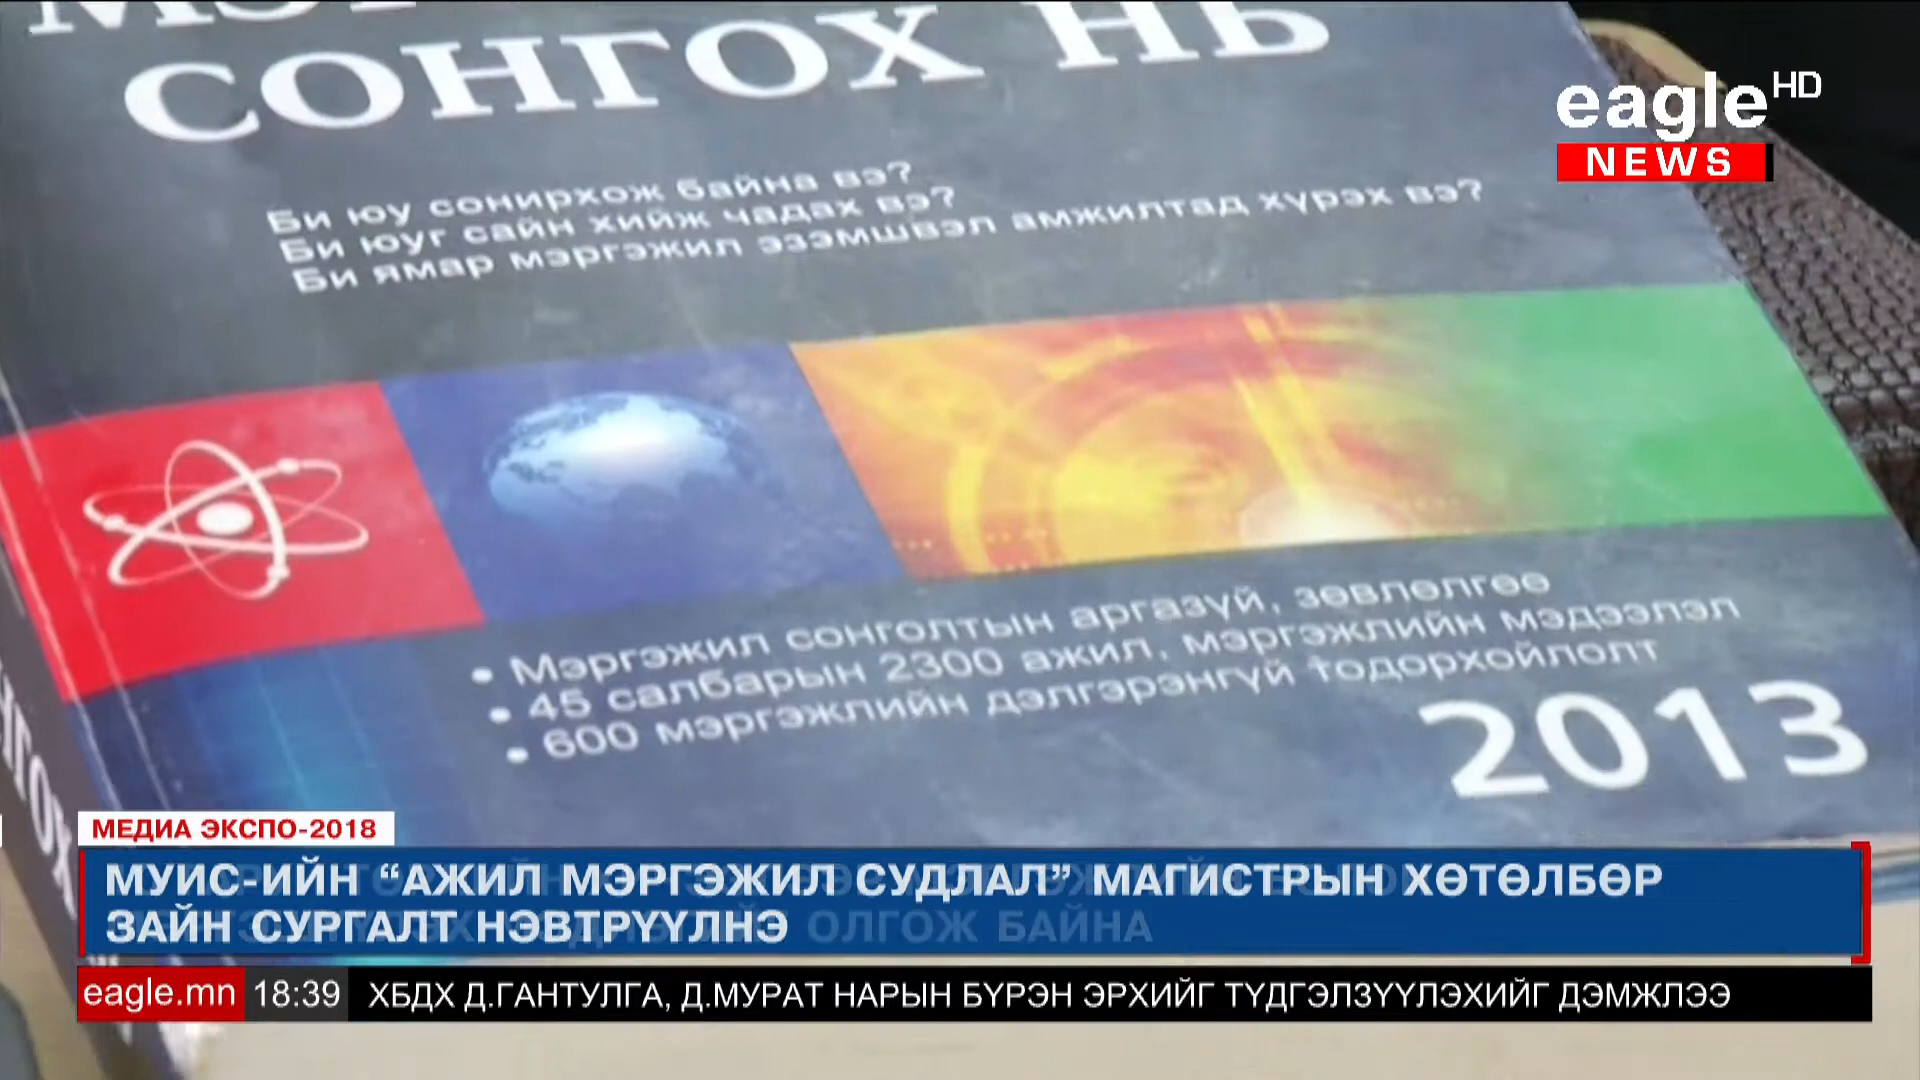 СОНГОХ НЬ
eagle HD
NEWS
Би юу сонирхож байна вэ?
Би юуг сайн хийж чадах вэ?
Би ямар мэргэжил эзэмшвэл амжилтад хүрэх вэ?
• Мэргэжил сонголтын аргазүй, зөвлөлгөө
• 45 салбарын 2300 ажил, мэргэжлийн мэдээлэл
• 600 мэргэжлийн дэлгэрэнгүй тодорхойлолт
2013
МЕДИА ЭКСПО-2018
МУИС-ИЙН “АЖИЛ МЭРГЭЖИЛ СУДЛАЛ” МАГИСТРЫН ХӨТӨЛБӨР
ЗАЙН СУРГАЛТ НЭВТРҮҮЛНЭ
ОЛГОЖ БАЙНА
eagle.mn 18:39 ХБДХ Д.ГАНТУЛГА, Д.МУРАТ НАРЫН БҮРЭН ЭРХИЙГ ТҮДГЭЛЗҮҮЛЭХИЙГ ДЭМЖЛЭЭ